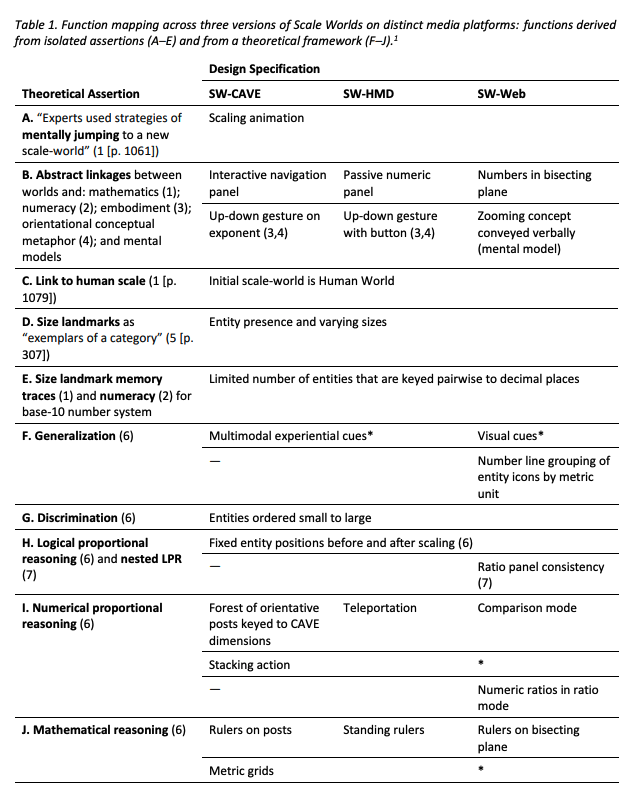 Table 1. Function mapping across three versions of Scale Worlds on distinct media platforms: functions derived
from isolated assertions (A–E) and from a theoretical framework (F–J).¹
Design Specification
Theoretical Assertion SW-CAVE SW-HMD SW-Web
A. “Experts used strategies of
mentally jumping to a new
scale-world” (1 [p. 1061])
Scaling animation
B. Abstract linkages between
worlds and: mathematics (1);
numeracy (2); embodiment (3);
orientational conceptual
metaphor (4); and mental
models
Interactive navigation
panel
Passive numeric
panel
Numbers in bisecting
plane
Up-down gesture on
exponent (3,4)
Up-down gesture
with button (3,4)
Zooming concept
conveyed verbally
(mental model)
C. Link to human scale (1 [p.
1079])
Initial scale-world is Human World
D. Size landmarks as
“exemplars of a category” (5 [p.
307])
Entity presence and varying sizes
E. Size landmark memory
traces (1) and numeracy (2) for
base-10 number system
Limited number of entities that are keyed pairwise to decimal places
F. Generalization (6)
Multimodal experiential cues*
Visual cues*
—
Number line grouping of
entity icons by metric
unit
G. Discrimination (6)
Entities ordered small to large
H. Logical proportional
reasoning (6) and nested LPR
(7)
Fixed entity positions before and after scaling (6)
—
Ratio panel consistency
(7)
I. Numerical proportional
reasoning (6)
Forest of orientative
posts keyed to CAVE
dimensions
Teleportation
Comparison mode
Stacking action
*
—
Numeric ratios in ratio
mode
J. Mathematical reasoning (6)
Rulers on posts
Standing rulers
Rulers on bisecting
plane
Metric grids
*